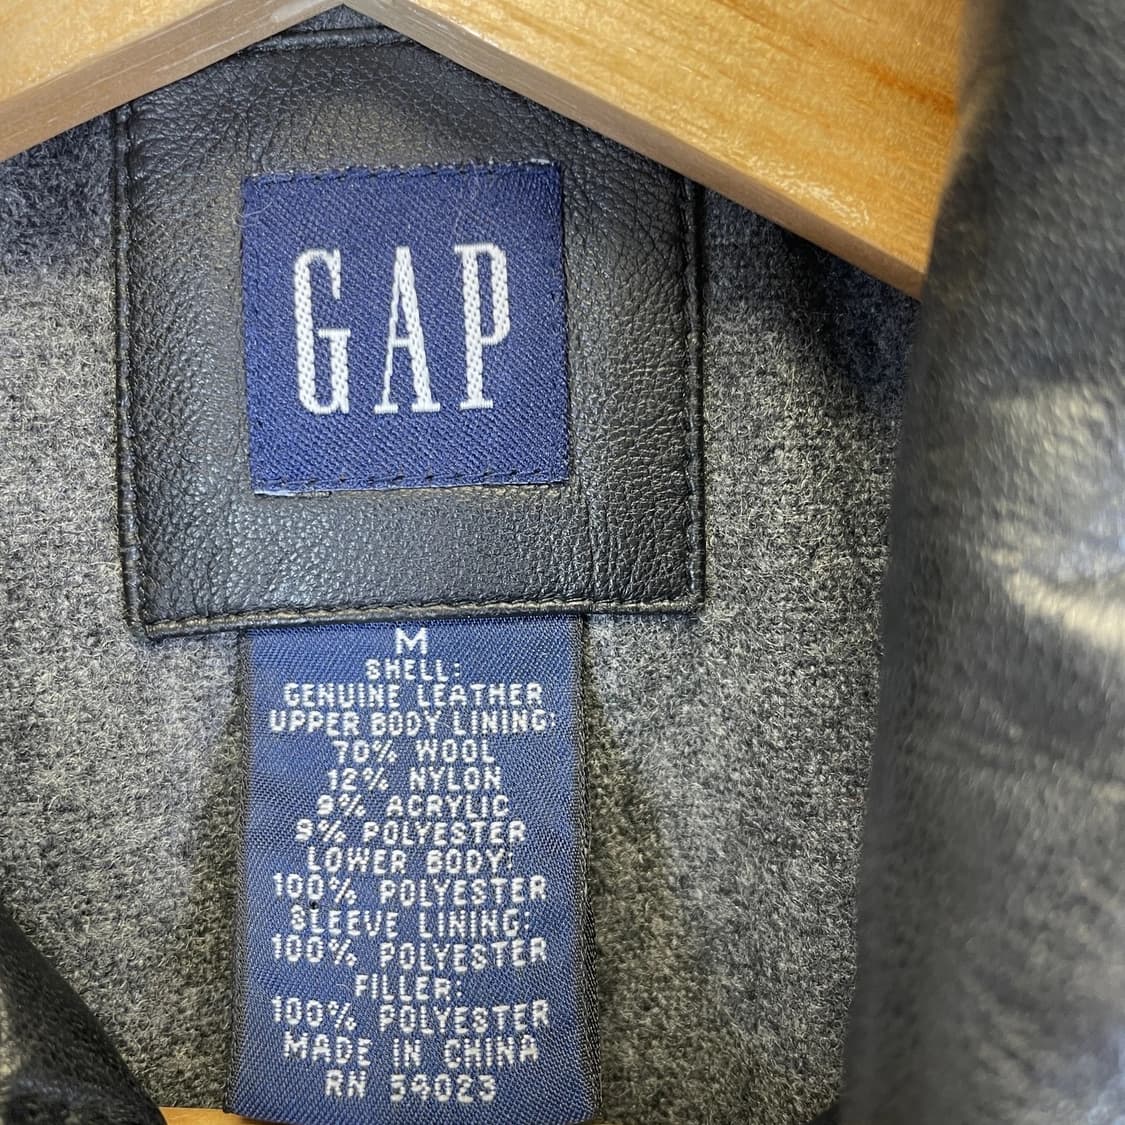 GAP
M
SHELL:
GENUINE LEATHER
UPPER BODY LINING:
70% WOOL
12% NYLON
9% ACRYLIC
9% POLYESTER
LOWER BODY:
100% POLYESTER
SLEEVE LINING:
100% POLYESTER
FILLER:
100% POLYESTER
MADE IN CHINA
RN 54023